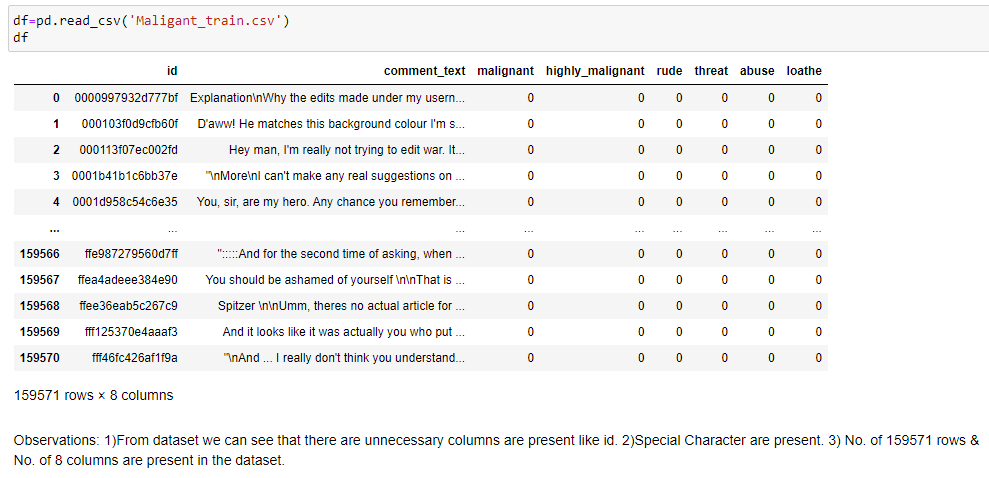 df=pd.read_csv('Maligant_train.csv')
df
id comment_text malignant highly_malignant rude threat abuse loathe
0 0000997932d777bf Explanation\nWhy the edits made under my usern... 0 0 0 0 0 0
1 000103f0d9cfb60f D'aww! He matches this background colour I'm s... 0 0 0 0 0 0
2 000113f07ec002fd Hey man, I'm really not trying to edit war. It... 0 0 0 0 0 0
3 0001b41b1c6bb37e "\nMore\nI can't make any real suggestions on ... 0 0 0 0 0 0
4 0001d958c54c6e35 You, sir, are my hero. Any chance you remember... 0 0 0 0 0 0
... ... ... ... ... ... ... ... ...
159566 ffe987279560d7ff ":::::And for the second time of asking, when ... 0 0 0 0 0 0
159567 ffea4adeee384e90 You should be ashamed of yourself \n\nThat is ... 0 0 0 0 0 0
159568 ffee36eab5c267c9 Spitzer \n\nUmm, theres no actual article for ... 0 0 0 0 0 0
159569 fff125370e4aaaf3 And it looks like it was actually you who put ... 0 0 0 0 0 0
159570 fff46fc426af1f9a "\nAnd ... I really don't think you understand... 0 0 0 0 0 0
159571 rows × 8 columns
Observations: 1)From dataset we can see that there are unnecessary columns are present like id. 2)Special Character are present. 3) No. of 159571 rows &
No. of 8 columns are present in the dataset.